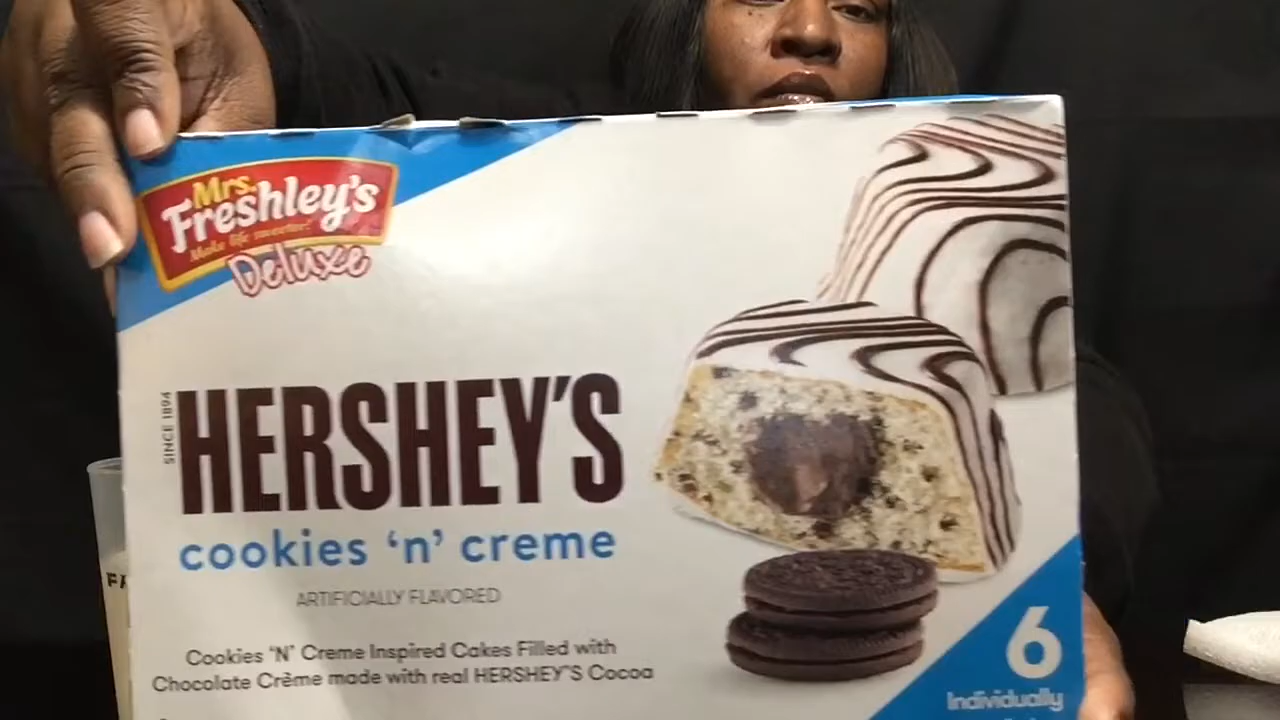 Mrs.
Freshley's
Make life sweeter!
Deluxe
SINCE 1894
HERSHEY'S
cookies 'n' creme
ARTIFICIALLY FLAVORED
Cookies 'N' Creme Inspired Cakes Filled with
Chocolate Crème made with real HERSHEY'S Cocoa
6
Individually